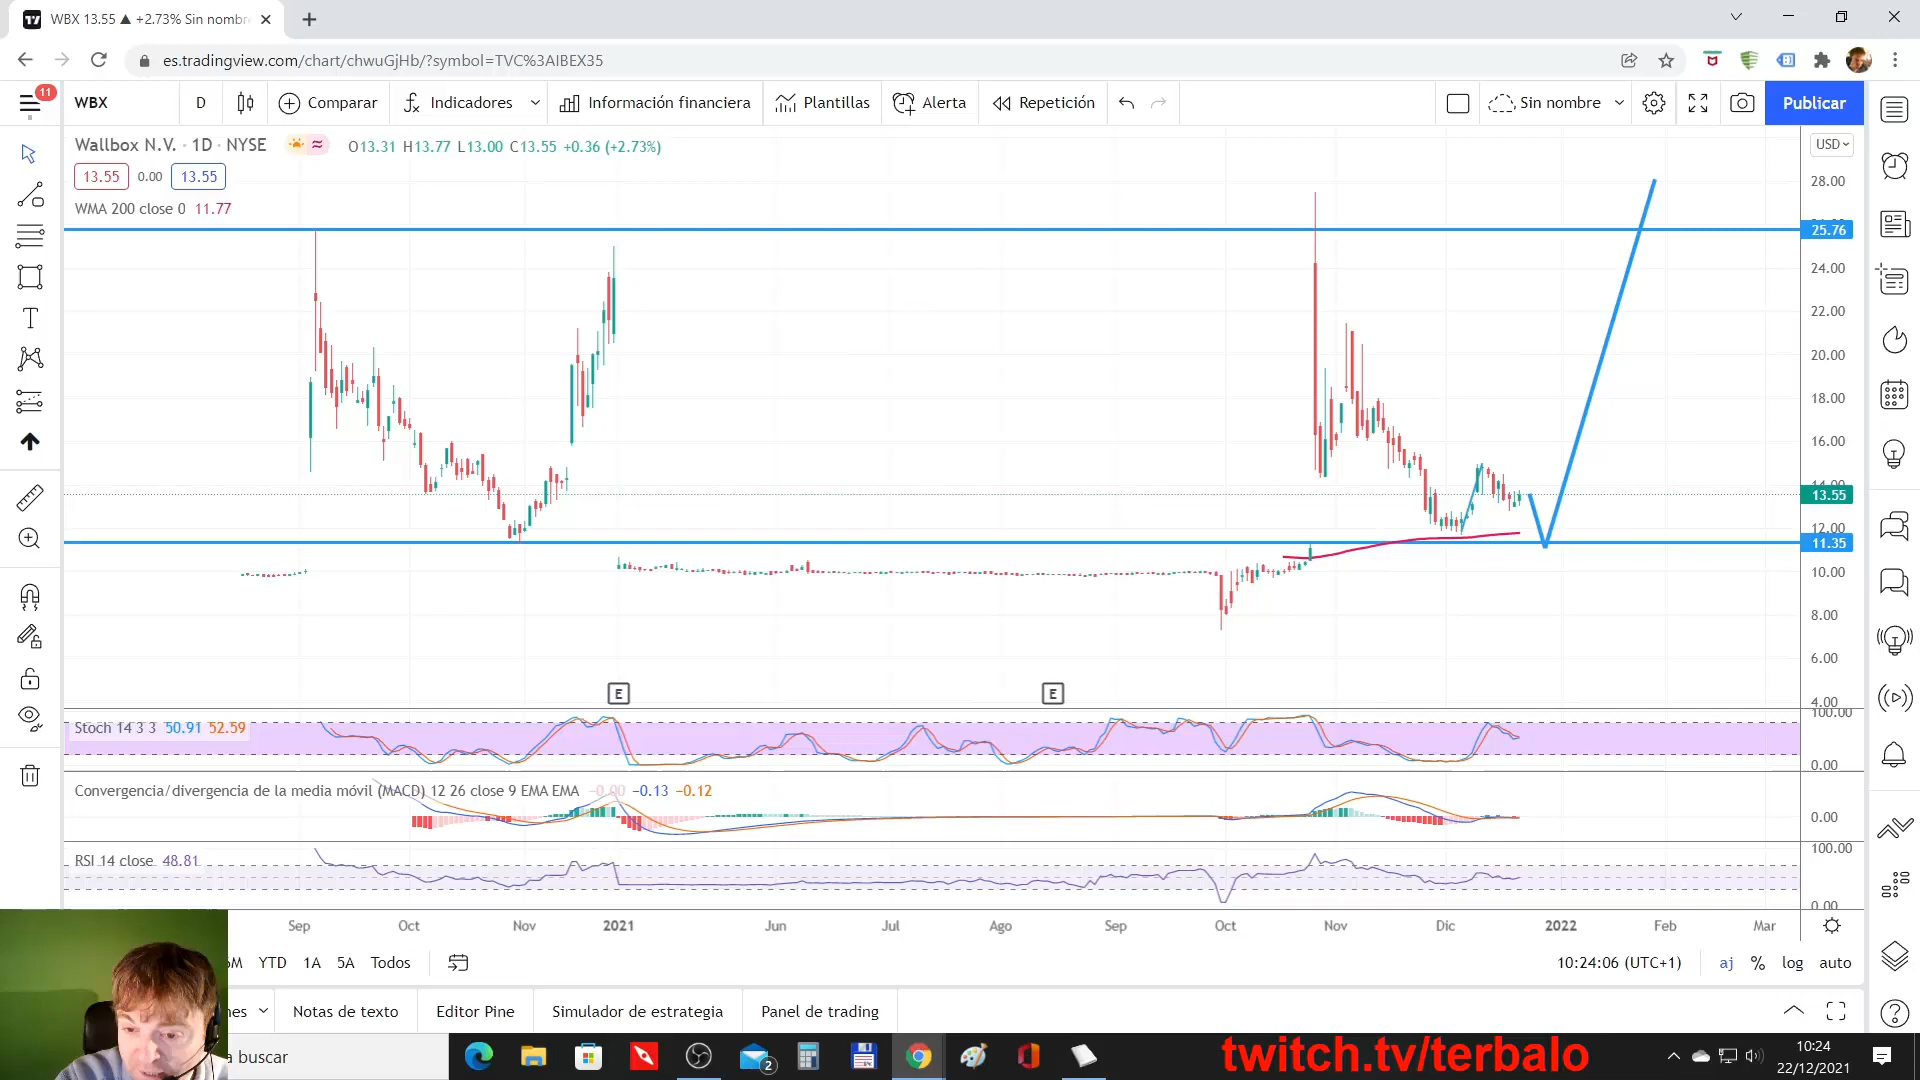 WBX 13.55 ▲ +2.73% Sin nombr
es.tradingview.com/chart/chwuGjHb/?symbol=TVC%3AIBEX35
11
WBX
D
Comparar
Indicadores
Información financiera
Plantillas
Alerta
Repetición
Sin nombre
Publicar
Wallbox N.V. · 1D · NYSE
O13.31 H13.77 L13.00 C13.55 +0.36 (+2.73%)
USD
13.55 0.00 13.55
WMA 200 close 0 11.77
28.00
25.76
24.00
22.00
20.00
18.00
16.00
14.00
13.55
12.00
11.35
10.00
8.00
6.00
4.00
E E
Stoch 14 3 3 50.91 52.59
100.00
0.00
Convergencia/divergencia de la media móvil (MACD) 12 26 close 9 EMA EMA −0.00 −0.13 −0.12
0.00
RSI 14 close 48.81
100.00
0.00
Sep Oct Nov 2021 Jun Jul Ago Sep Oct Nov Dic 2022 Feb Mar
6M YTD 1A 5A Todos
10:24:06 (UTC+1) aj % log auto
nes Notas de texto Editor Pine Simulador de estrategia Panel de trading
a buscar
2
twitch.tv/terbalo
10:24
22/12/2021